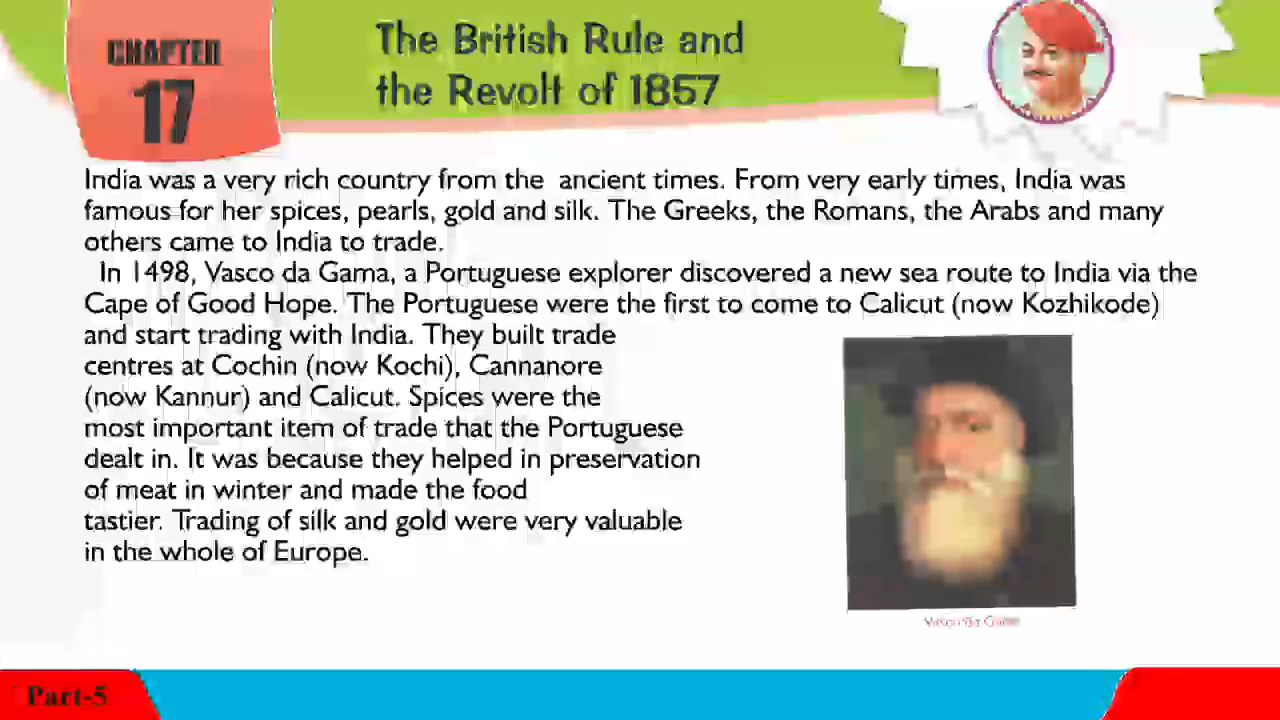 CHAPTER
17
The British Rule and
the Revolt of 1857
India was a very rich country from the ancient times. From very early times, India was
famous for her spices, pearls, gold and silk. The Greeks, the Romans, the Arabs and many
others came to India to trade.
In 1498, Vasco da Gama, a Portuguese explorer discovered a new sea route to India via the
Cape of Good Hope. The Portuguese were the first to come to Calicut (now Kozhikode)
and start trading with India. They built trade
centres at Cochin (now Kochi), Cannanore
(now Kannur) and Calicut. Spices were the
most important item of trade that the Portuguese
dealt in. It was because they helped in preservation
of meat in winter and made the food
tastier. Trading of silk and gold were very valuable
in the whole of Europe.
Vasco da Gama
Part-5